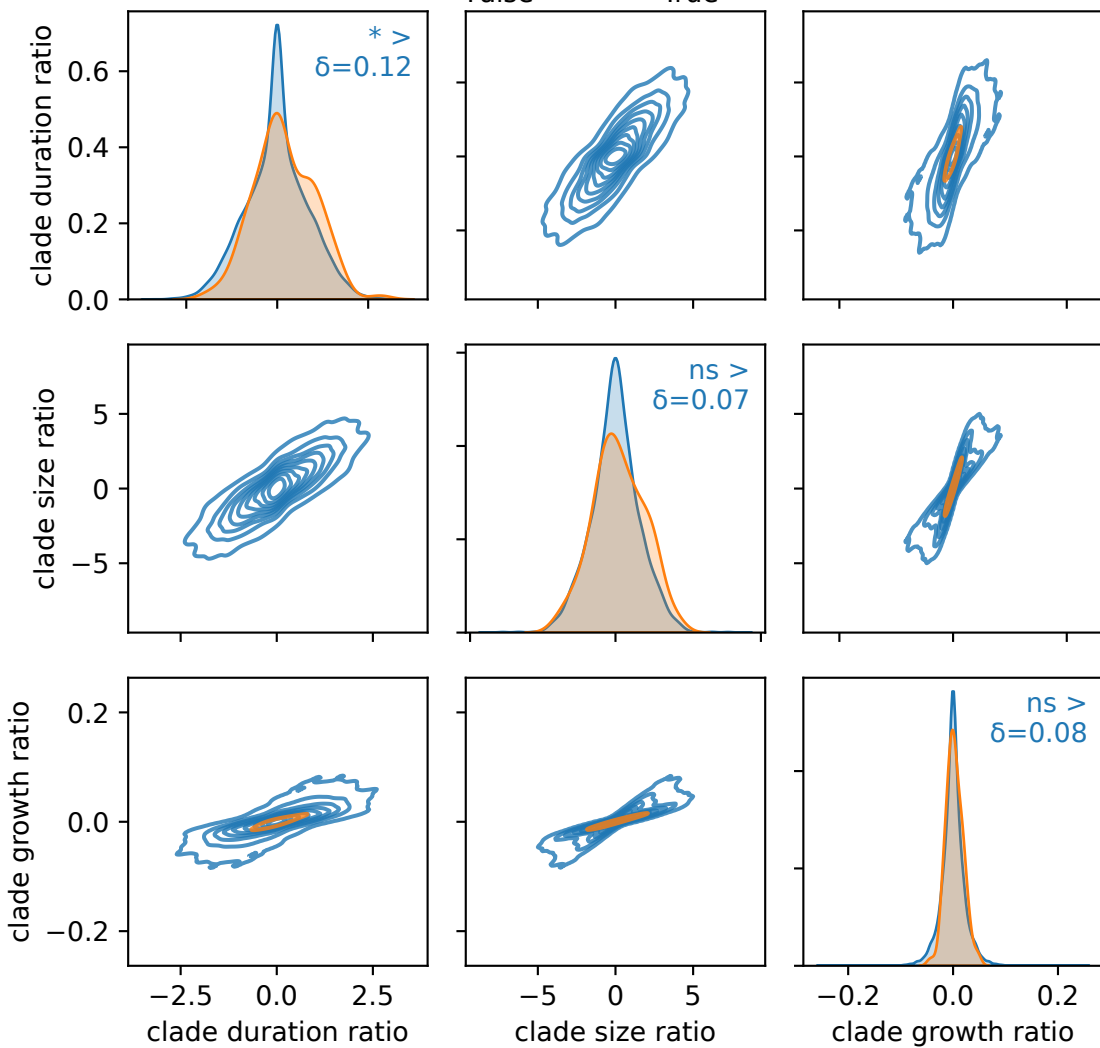 clade duration ratio
0.6
0.4
0.2
0.0
* >
δ=0.12
clade size ratio
5
0
−5
ns >
δ=0.07
clade growth ratio
0.2
0.0
−0.2
ns >
δ=0.08
−2.5 0.0 2.5
−5 0 5
−0.2 0.0 0.2
clade duration ratio
clade size ratio
clade growth ratio